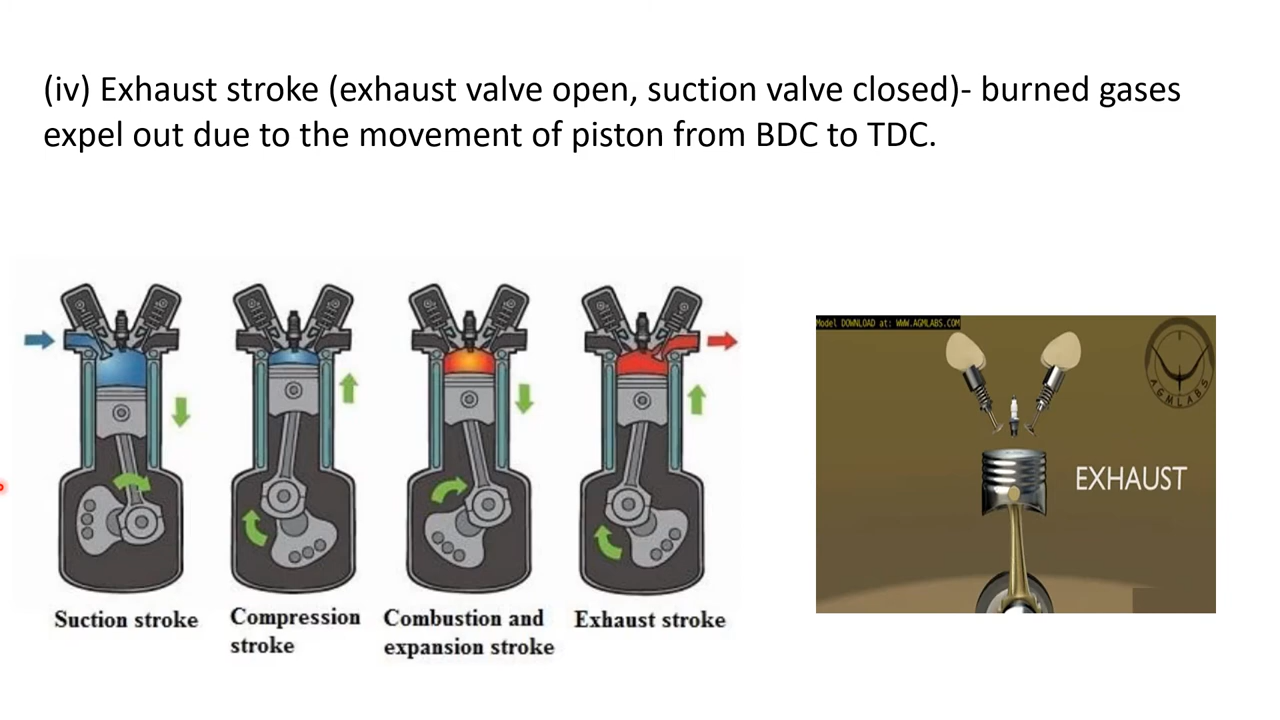 (iv) Exhaust stroke (exhaust valve open, suction valve closed)- burned gases
expel out due to the movement of piston from BDC to TDC.
Suction stroke
Compression
stroke
Combustion and
expansion stroke
Exhaust stroke
Model DOWNLOAD at: WWW.AGMLABS.COM
AGMLABS
EXHAUST